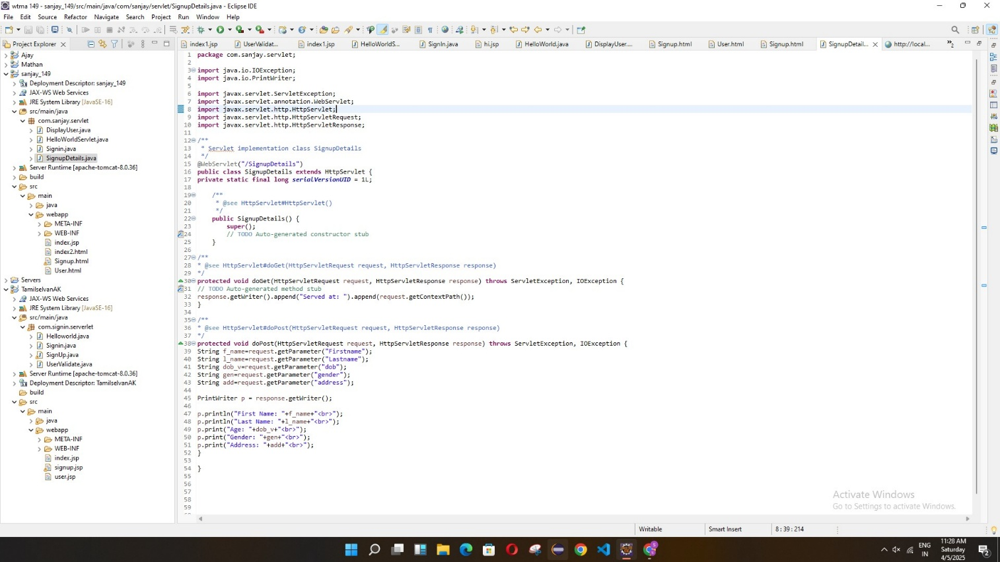 wtma 149 - sanjay_149/src/main/java/com/sanjay/servlet/SignupDetails.java - Eclipse IDE
File Edit Source Refactor Navigate Search Project Run Window Help
Project Explorer
index1.jsp UserValidat... index1.jsp HelloWorldS... SignIn.java hi.jsp HelloWorld.java DisplayUser.... Signup.html User.html Signup.html SignupDetail... http://local... »2
Ajay
Mathan
sanjay_149
Deployment Descriptor: sanjay_149
JAX-WS Web Services
JRE System Library [JavaSE-16]
src/main/java
com.sanjay.servlet
DisplayUser.java
HelloWorldServlet.java
Signin.java
SignupDetails.java
Server Runtime [apache-tomcat-8.0.36]
build
src
main
java
webapp
META-INF
WEB-INF
index.jsp
index2.html
Signup.html
User.html
Servers
TamilselvanAK
JAX-WS Web Services
JRE System Library [JavaSE-16]
src/main/java
com.signin.serverlet
Helloworld.java
Signin.java
SignUp.java
UserValidate.java
Server Runtime [apache-tomcat-8.0.36]
Deployment Descriptor: TamilselvanAK
build
src
main
java
webapp
META-INF
WEB-INF
index.jsp
signup.jsp
user.jsp
1 package com.sanjay.servlet;
2
3 import java.io.IOException;
4 import java.io.PrintWriter;
5
6 import javax.servlet.ServletException;
7 import javax.servlet.annotation.WebServlet;
8 import javax.servlet.http.HttpServlet;
9 import javax.servlet.http.HttpServletRequest;
10 import javax.servlet.http.HttpServletResponse;
11
12 /**
13 * Servlet implementation class SignupDetails
14 */
15 @WebServlet("/SignupDetails")
16 public class SignupDetails extends HttpServlet {
17 private static final long serialVersionUID = 1L;
18
19 /**
20 * @see HttpServlet#HttpServlet()
21 */
22 public SignupDetails() {
23 super();
24 // TODO Auto-generated constructor stub
25 }
26
27 /**
28 * @see HttpServlet#doGet(HttpServletRequest request, HttpServletResponse response)
29 */
30 protected void doGet(HttpServletRequest request, HttpServletResponse response) throws ServletException, IOException {
31 // TODO Auto-generated method stub
32 response.getWriter().append("Served at: ").append(request.getContextPath());
33 }
34
35 /**
36 * @see HttpServlet#doPost(HttpServletRequest request, HttpServletResponse response)
37 */
38 protected void doPost(HttpServletRequest request, HttpServletResponse response) throws ServletException, IOException {
39 String f_name=request.getParameter("Firstname");
40 String l_name=request.getParameter("Lastname");
41 String dob_v=request.getParameter("dob");
42 String gen=request.getParameter("gender");
43 String add=request.getParameter("address");
44
45 PrintWriter p = response.getWriter();
46
47 p.println("First Name: "+f_name+"<br>");
48 p.println("Last Name: "+l_name+"<br>");
49 p.print("Age: "+dob_v+"<br>");
50 p.print("Gender: "+gen+"<br>");
51 p.print("Address: "+add+"<br>");
52 }
53
54 }
55
56
57
58
59
Activate Windows
Go to Settings to activate Windows.
Writable Smart Insert 8 : 39 : 214
ENG
IN
11:28 AM
Saturday
4/5/2025
2